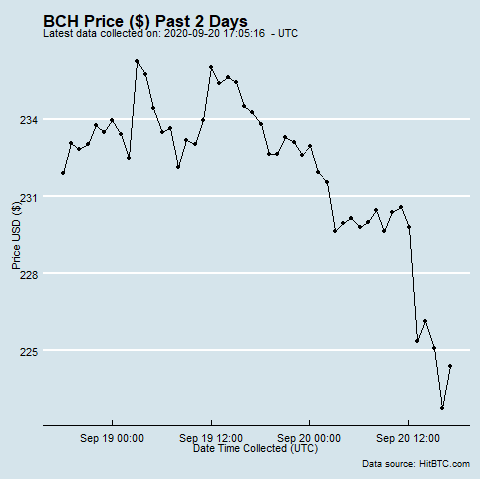 BCH Price ($) Past 2 Days
Latest data collected on: 2020-09-20 17:05:16  - UTC
234
231
228
225
Price USD ($)
Sep 19 00:00
Sep 19 12:00
Sep 20 00:00
Sep 20 12:00
Date Time Collected (UTC)
Data source: HitBTC.com